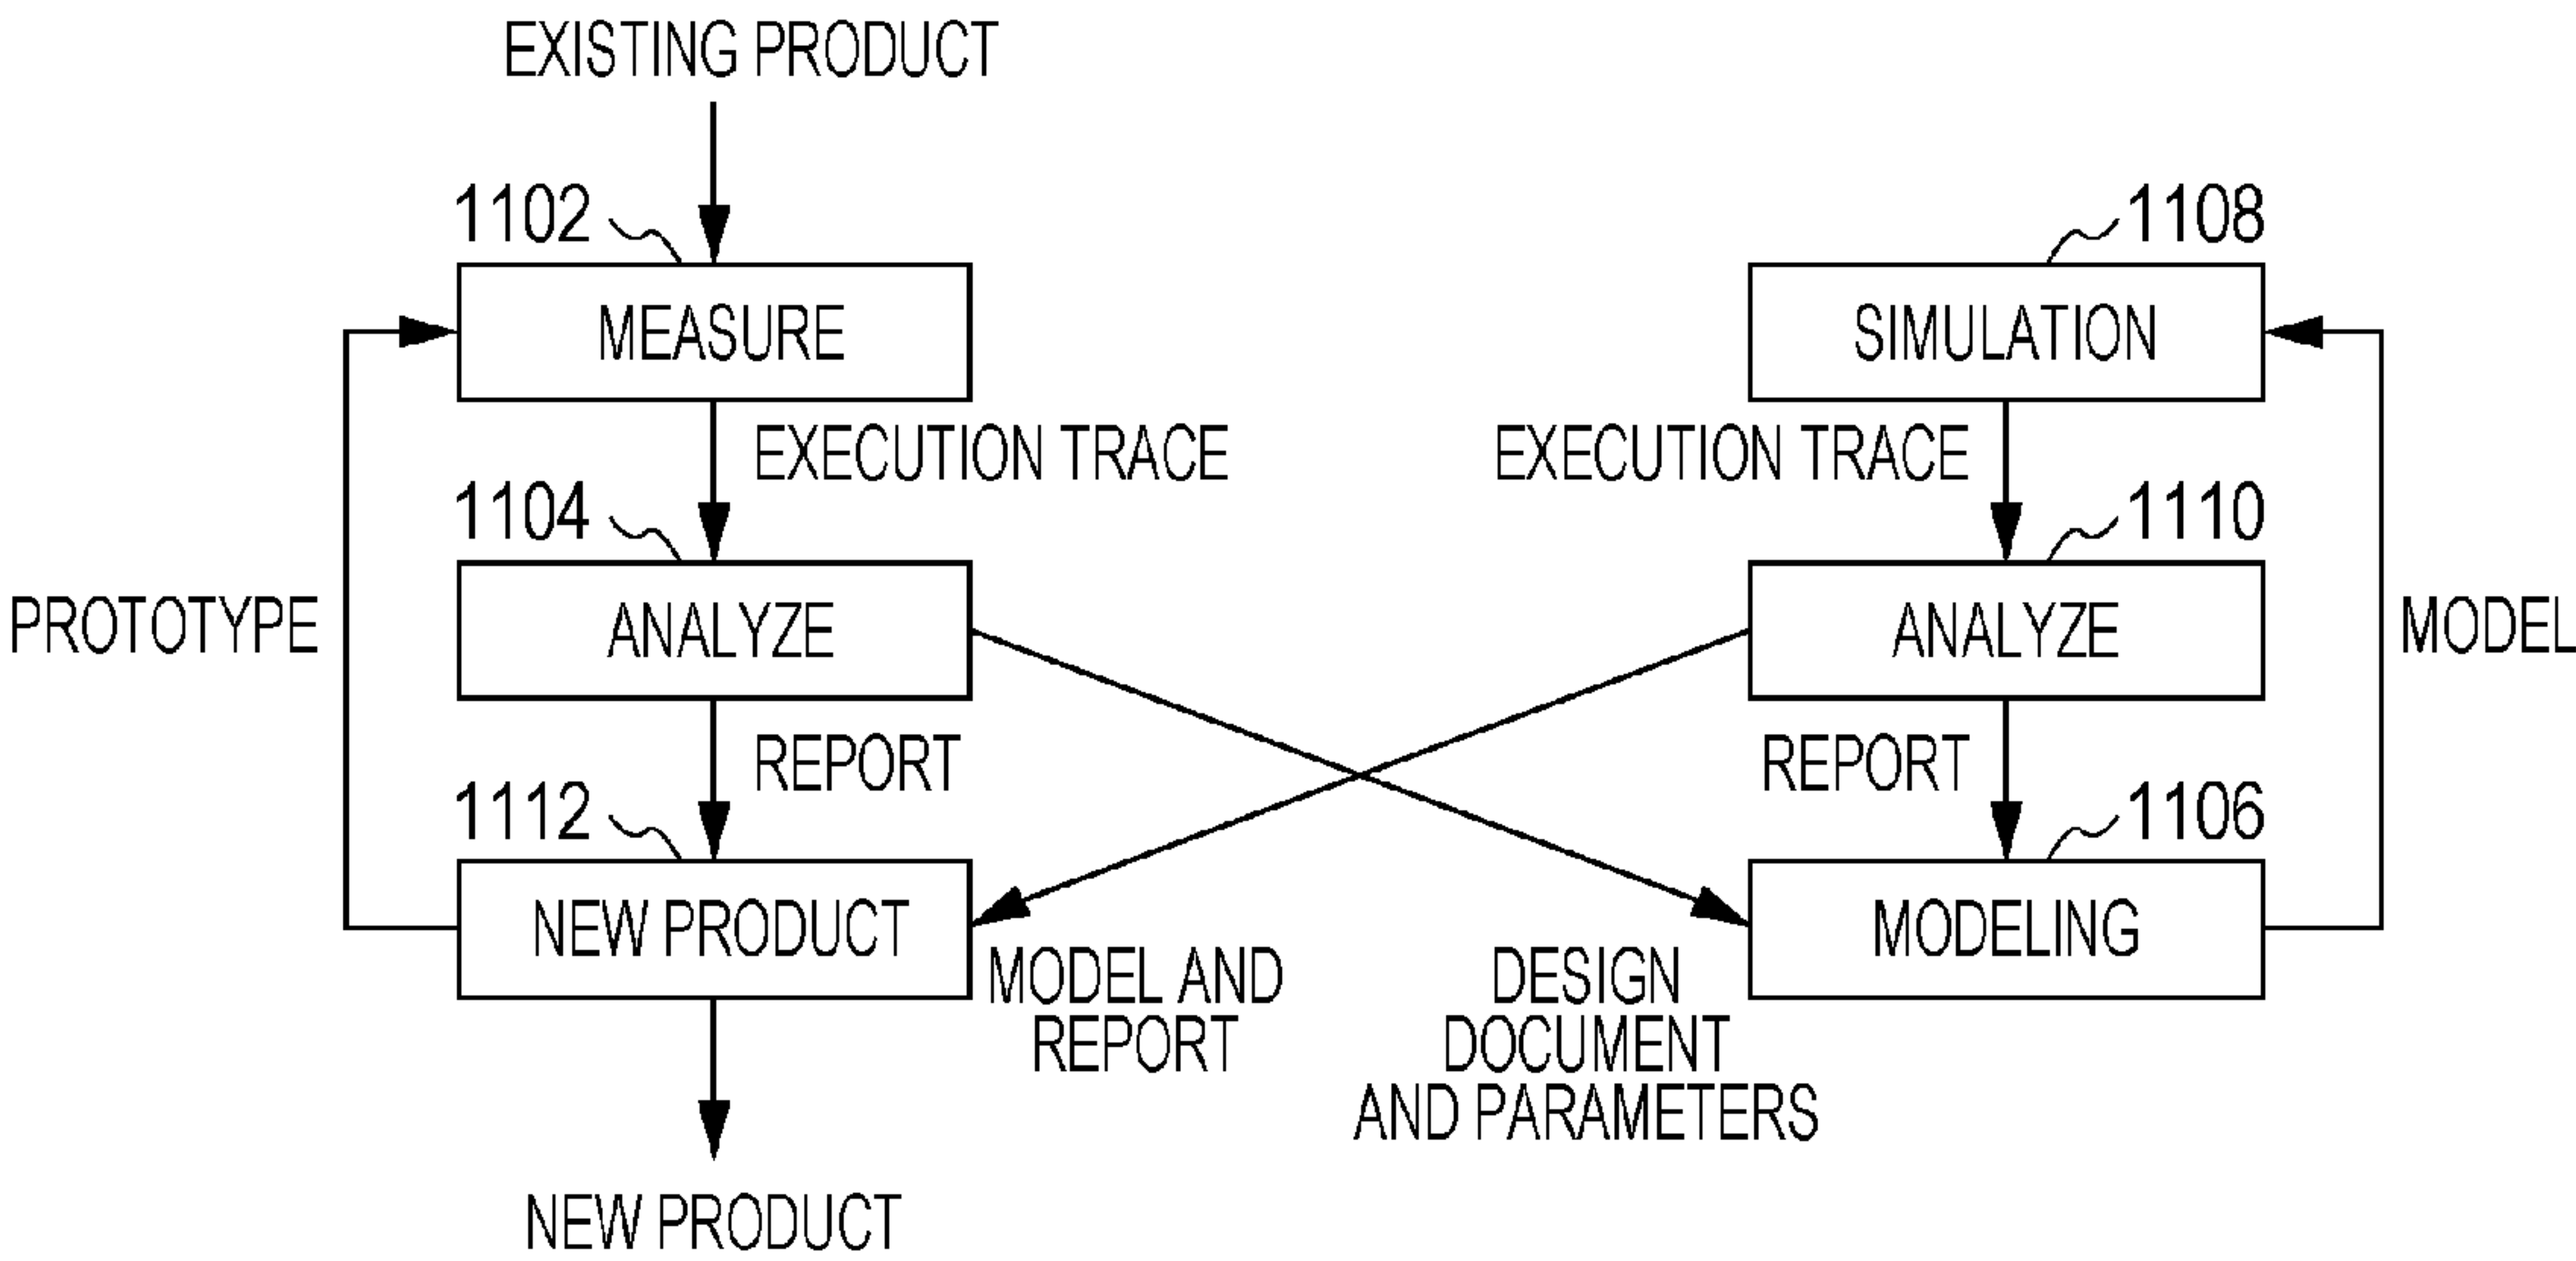 EXISTING PRODUCT
1102
1108
MEASURE
SIMULATION
EXECUTION TRACE
EXECUTION TRACE
1104
1110
PROTOTYPE
ANALYZE
ANALYZE
MODEL
REPORT
REPORT
1112
1106
NEW PRODUCT
MODELING
MODEL AND
REPORT
DESIGN
DOCUMENT
AND PARAMETERS
NEW PRODUCT